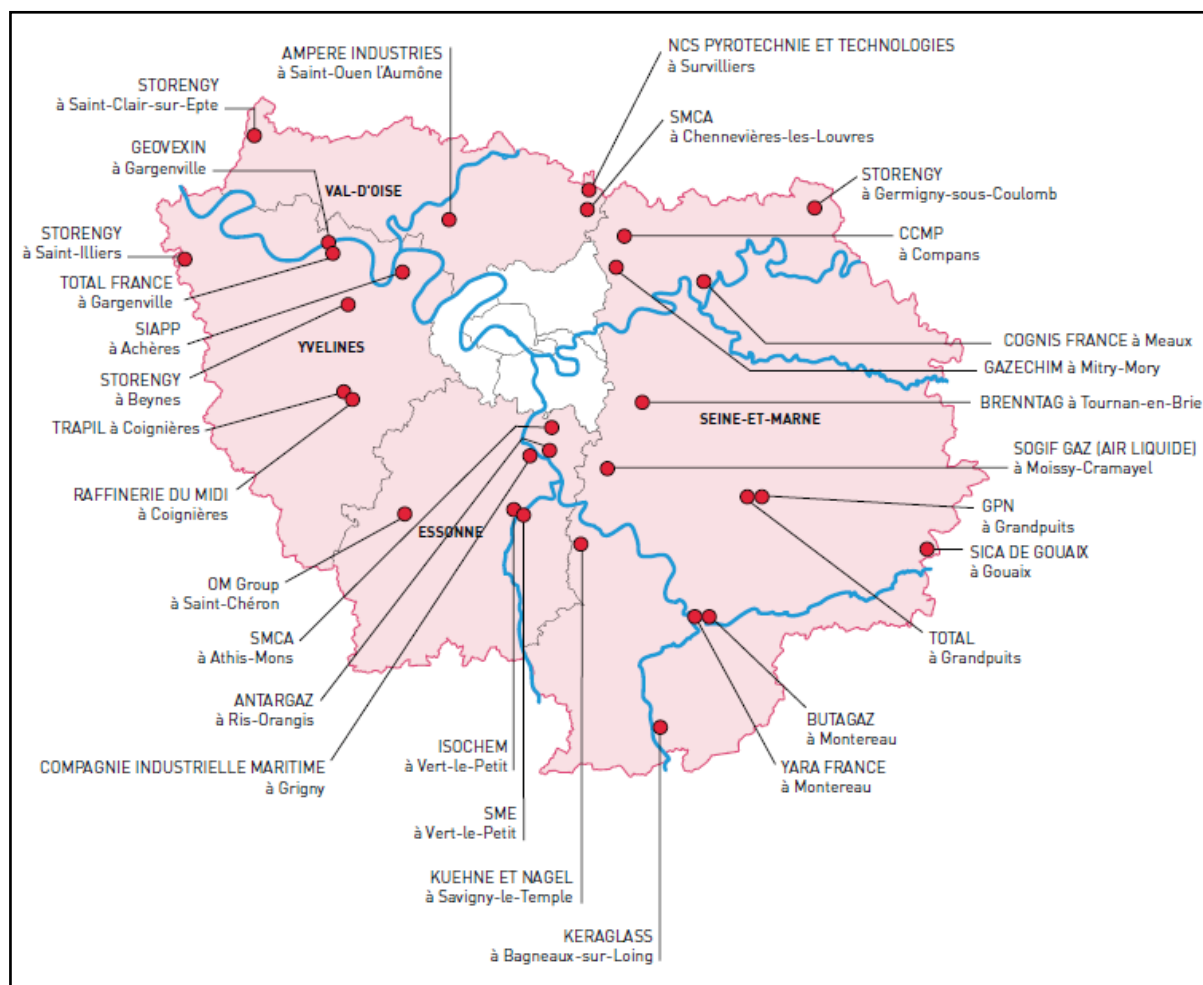 AMPERE INDUSTRIES
à Saint-Ouen l'Aumône
NCS PYROTECHNIE ET TECHNOLOGIES
à Survilliers
STORENGY
à Saint-Clair-sur-Epte
SMCA
à Chennevières-les-Louvres
GEOVEXIN
à Gargenville
VAL-D'OISE
STORENGY
à Germigny-sous-Coulomb
STORENGY
à Saint-Illiers
CCMP
à Compans
TOTAL FRANCE
à Gargenville
SIAPP
à Achères
YVELINES
COGNIS FRANCE à Meaux
GAZECHIM à Mitry-Mory
STORENGY
à Beynes
BRENNTAG à Tournan-en-Brie
SEINE-ET-MARNE
TRAPIL à Coignières
SOGIF GAZ (AIR LIQUIDE)
à Moissy-Cramayel
RAFFINERIE DU MIDI
à Coignières
GPN
à Grandpuits
ESSONNE
SICA DE GOUAIX
à Gouaix
OM Group
à Saint-Chéron
SMCA
à Athis-Mons
TOTAL
à Grandpuits
ANTARGAZ
à Ris-Orangis
BUTAGAZ
à Montereau
ISOCHEM
à Vert-le-Petit
COMPAGNIE INDUSTRIELLE MARITIME
à Grigny
YARA FRANCE
à Montereau
SME
à Vert-le-Petit
KUEHNE ET NAGEL
à Savigny-le-Temple
KERAGLASS
à Bagneaux-sur-Loing